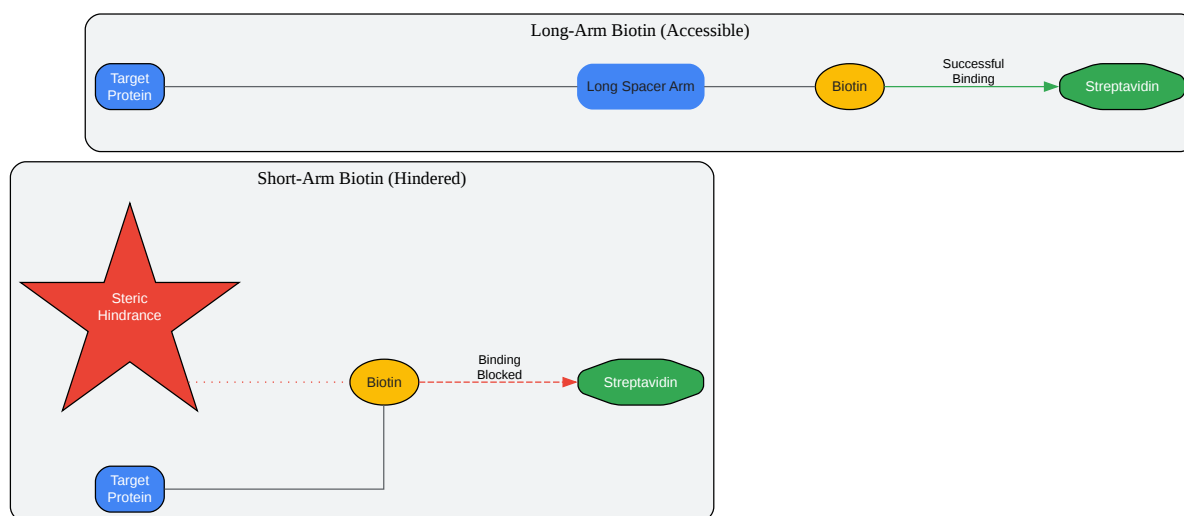 Long-Arm Biotin (Accessible)
Target
Protein
Long Spacer Arm
Biotin
Successful
Binding
Streptavidin
Short-Arm Biotin (Hindered)
Steric
Hindrance
Biotin
Binding
Blocked
Streptavidin
Target
Protein